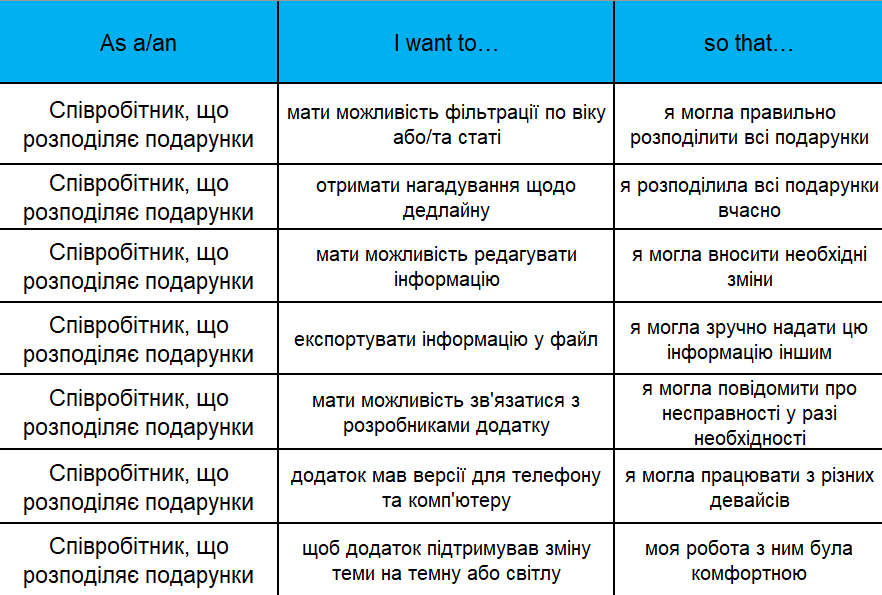 As a/an
I want to…
so that…
Співробітник, що
розподіляє подарунки
мати можливість фільтрації по віку
або/та статі
я могла правильно
розподілити всі подарунки
Співробітник, що
розподіляє подарунки
отримати нагадування щодо
дедлайну
я розподілила всі подарунки
вчасно
Співробітник, що
розподіляє подарунки
мати можливість редагувати
інформацію
я могла вносити необхідні
зміни
Співробітник, що
розподіляє подарунки
експортувати інформацію у файл
я могла зручно надати цю
інформацію іншим
Співробітник, що
розподіляє подарунки
мати можливість зв'язатися з
розробниками додатку
я могла повідомити про
несправності у разі
необхідності
Співробітник, що
розподіляє подарунки
додаток мав версії для телефону
та комп'ютеру
я могла працювати з різних
девайсів
Співробітник, що
розподіляє подарунки
щоб додаток підтримував зміну
теми на темну або світлу
моя робота з ним була
комфортною